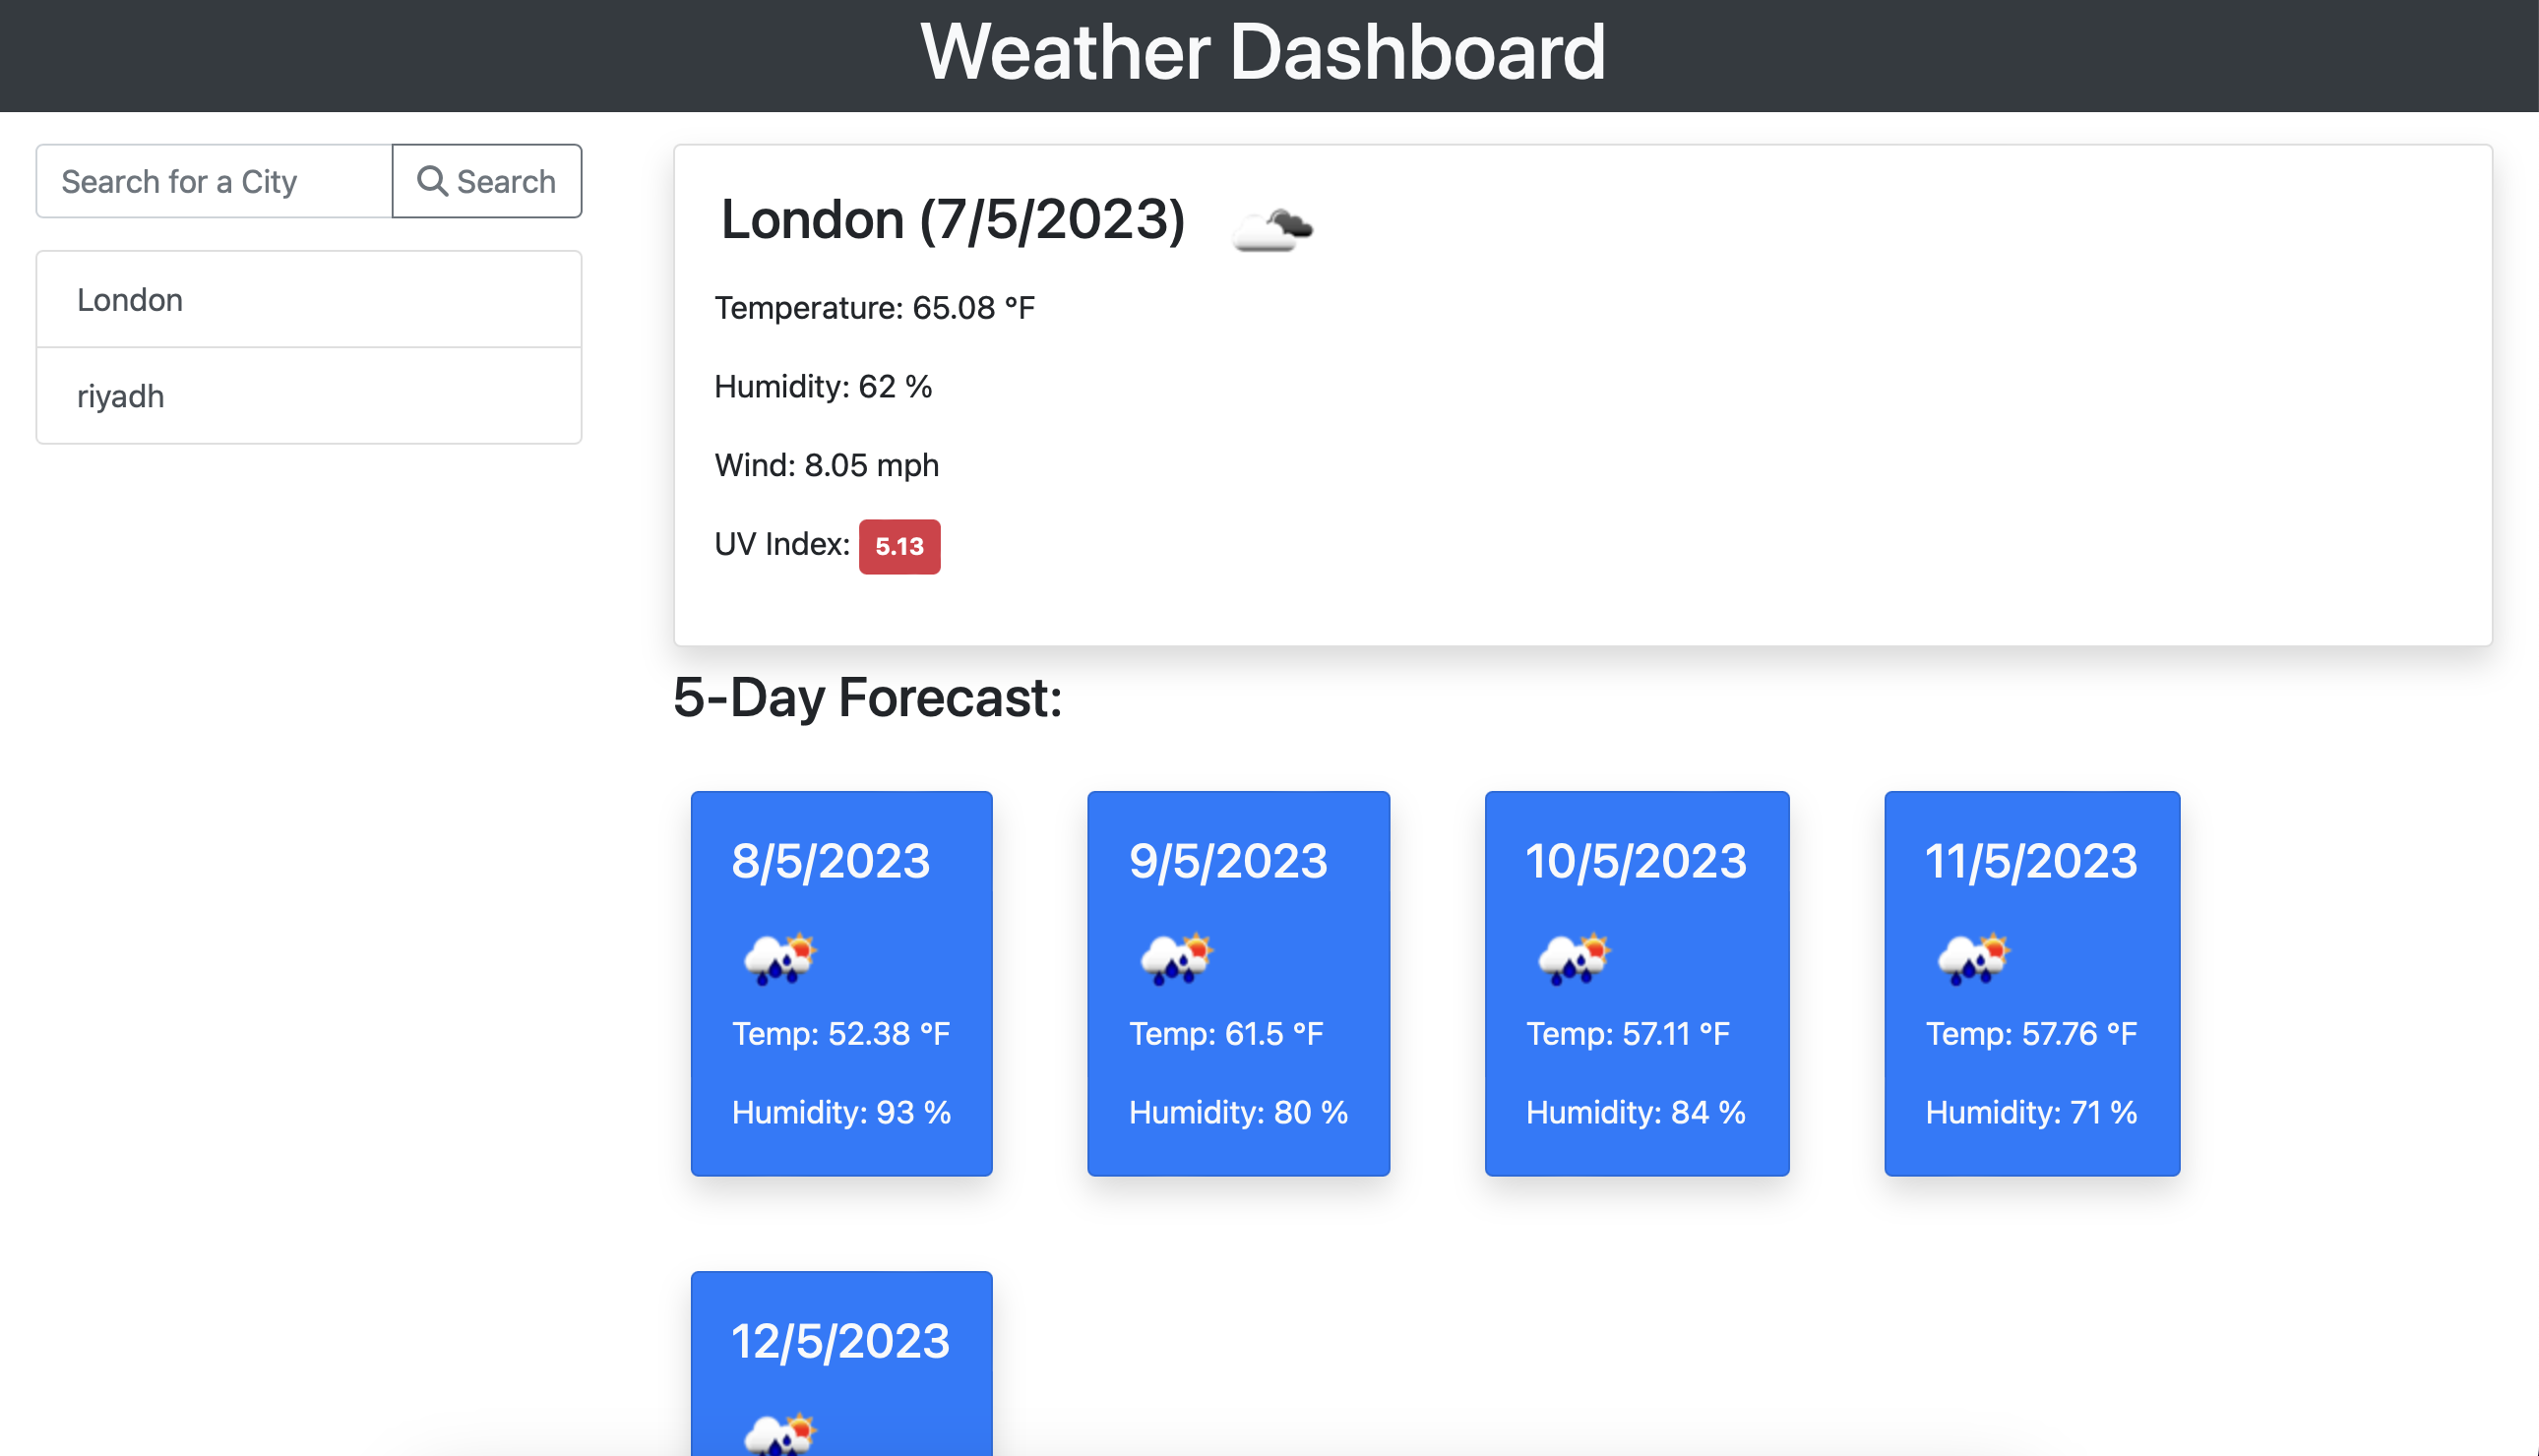 Weather Dashboard
Search for a City
Search
London
riyadh
London (7/5/2023)
Temperature: 65.08 °F
Humidity: 62 %
Wind: 8.05 mph
UV Index: 5.13
5-Day Forecast:
8/5/2023
Temp: 52.38 °F
Humidity: 93 %
9/5/2023
Temp: 61.5 °F
Humidity: 80 %
10/5/2023
Temp: 57.11 °F
Humidity: 84 %
11/5/2023
Temp: 57.76 °F
Humidity: 71 %
12/5/2023